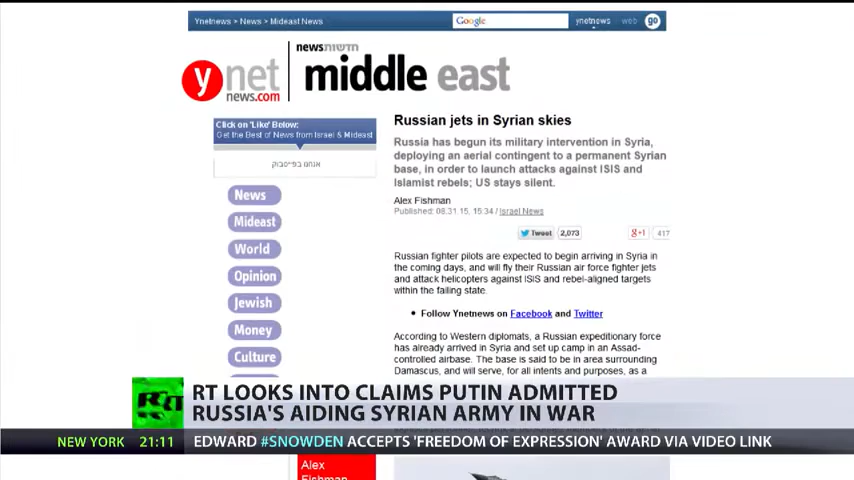 Ynetnews > News > Mideast News
Google
ynetnews
web
go
ynet
news.com
newsחדשות
middle east
Click on 'Like' Below:
Get the Best of News from Israel & Mideast
אנחנו בפייסבוק
News
Mideast
World
Opinion
Jewish
Money
Culture
Russian jets in Syrian skies
Russia has begun its military intervention in Syria,
deploying an aerial contingent to a permanent Syrian
base, in order to launch attacks against ISIS and
Islamist rebels; US stays silent.
Alex Fishman
Published: 08.31.15, 15:34 / Israel News
Tweet 2,073
g+1 417
Russian fighter pilots are expected to begin arriving in Syria in
the coming days, and will fly their Russian air force fighter jets
and attack helicopters against ISIS and rebel-aligned targets
within the failing state.
• Follow Ynetnews on Facebook and Twitter
According to Western diplomats, a Russian expeditionary force
has already arrived in Syria and set up camp in an Assad-
controlled airbase. The base is said to be in area surrounding
Damascus, and will serve, for all intents and purposes, as a
RT
RT LOOKS INTO CLAIMS PUTIN ADMITTED
RUSSIA'S AIDING SYRIAN ARMY IN WAR
NEW YORK 21:11 EDWARD #SNOWDEN ACCEPTS 'FREEDOM OF EXPRESSION' AWARD VIA VIDEO LINK
Alex
Fishman